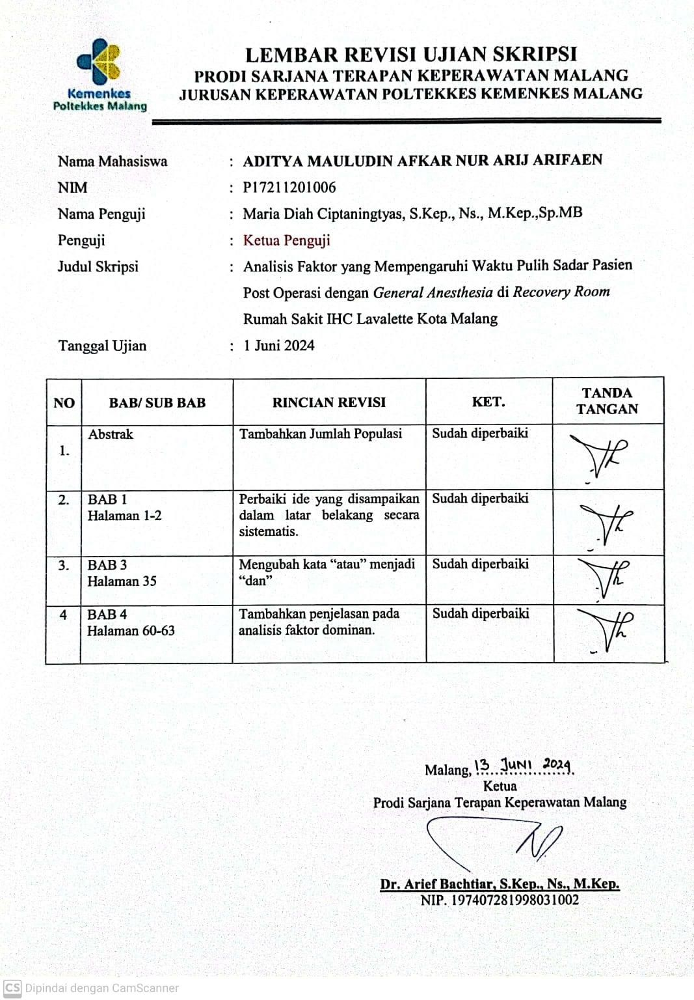 LEMBAR REVISI UJIAN SKRIPSI
PRODI SARJANA TERAPAN KEPERAWATAN MALANG
JURUSAN KEPERAWATAN POLTEKKES KEMENKES MALANG
Kemenkes
Poltekkes Malang
Nama Mahasiswa : ADITYA MAULUDIN AFKAR NUR ARIJ ARIFAEN
NIM : P17211201006
Nama Penguji : Maria Diah Ciptaningtyas, S.Kep., Ns., M.Kep.,Sp.MB
Penguji : Ketua Penguji
Judul Skripsi : Analisis Faktor yang Mempengaruhi Waktu Pulih Sadar Pasien
Post Operasi dengan General Anesthesia di Recovery Room
Rumah Sakit IHC Lavalette Kota Malang
Tanggal Ujian : 1 Juni 2024
NO BAB/ SUB BAB RINCIAN REVISI KET. TANDA
TANGAN
1. Abstrak Tambahkan Jumlah Populasi Sudah diperbaiki
2. BAB 1 Perbaiki ide yang disampaikan Sudah diperbaiki
Halaman 1-2 dalam latar belakang secara
sistematis.
3. BAB 3 Mengubah kata “atau” menjadi Sudah diperbaiki
Halaman 35 “dan”
4 BAB 4 Tambahkan penjelasan pada Sudah diperbaiki
Halaman 60-63 analisis faktor dominan.
Malang, 13 JUNI 2024
Ketua
Prodi Sarjana Terapan Keperawatan Malang
Dr. Arief Bachtiar, S.Kep., Ns., M.Kep.
NIP. 197407281998031002
CS Dipindai dengan CamScanner